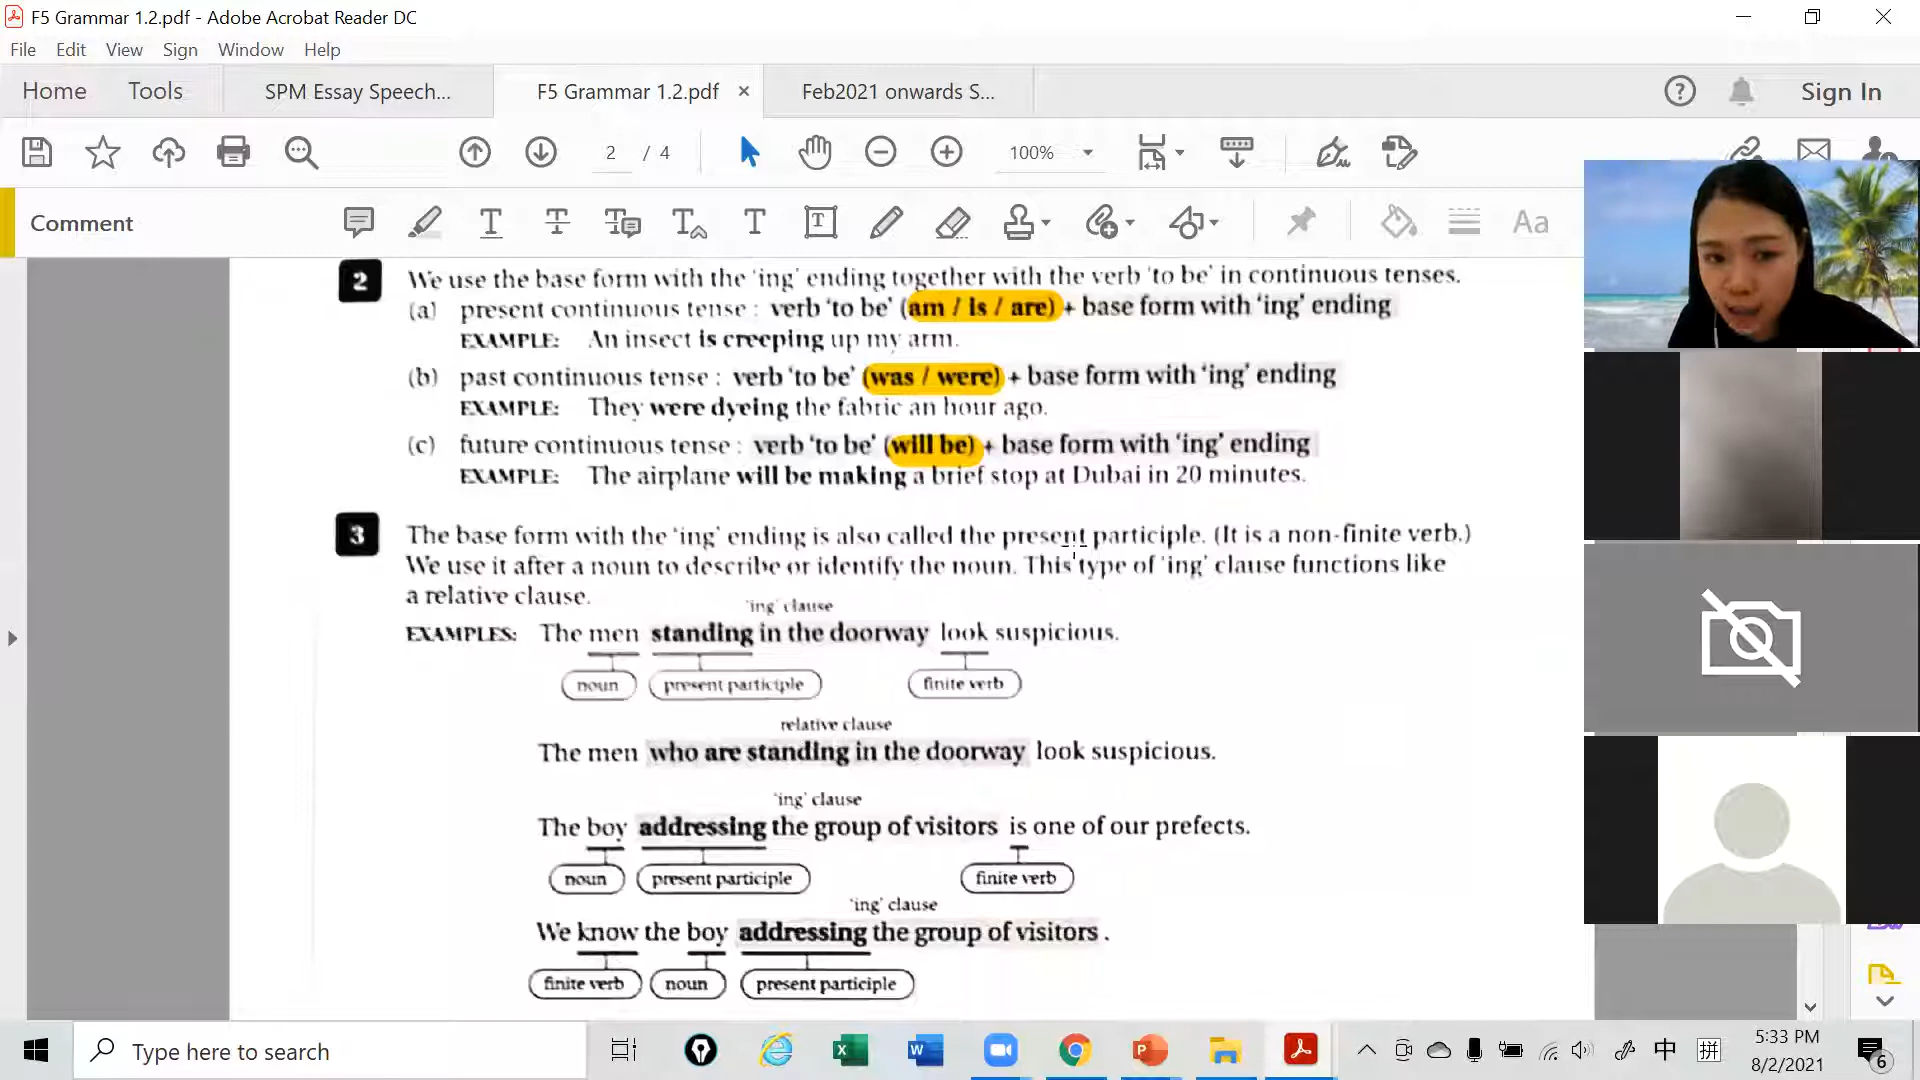 F5 Grammar 1.2.pdf - Adobe Acrobat Reader DC
File Edit View Sign Window Help
Home Tools SPM Essay Speech... F5 Grammar 1.2.pdf × Feb2021 onwards S... Sign In
2 / 4 100%
Comment
2 We use the base form with the 'ing' ending together with the verb 'to be' in continuous tenses.
(a) present continuous tense : verb 'to be' (am / is / are) + base form with 'ing' ending
EXAMPLE: An insect is creeping up my arm.
(b) past continuous tense : verb 'to be' (was / were) + base form with 'ing' ending
EXAMPLE: They were dyeing the fabric an hour ago.
(c) future continuous tense : verb 'to be' (will be) + base form with 'ing' ending
EXAMPLE: The airplane will be making a brief stop at Dubai in 20 minutes.
3 The base form with the 'ing' ending is also called the present participle. (It is a non-finite verb.)
We use it after a noun to describe or identify the noun. This type of 'ing' clause functions like
a relative clause.
'ing' clause
EXAMPLES: The men standing in the doorway look suspicious.
noun present participle finite verb
relative clause
The men who are standing in the doorway look suspicious.
'ing' clause
The boy addressing the group of visitors is one of our prefects.
noun present participle finite verb
'ing' clause
We know the boy addressing the group of visitors .
finite verb noun present participle
Type here to search
中 拼
5:33 PM
8/2/2021
6